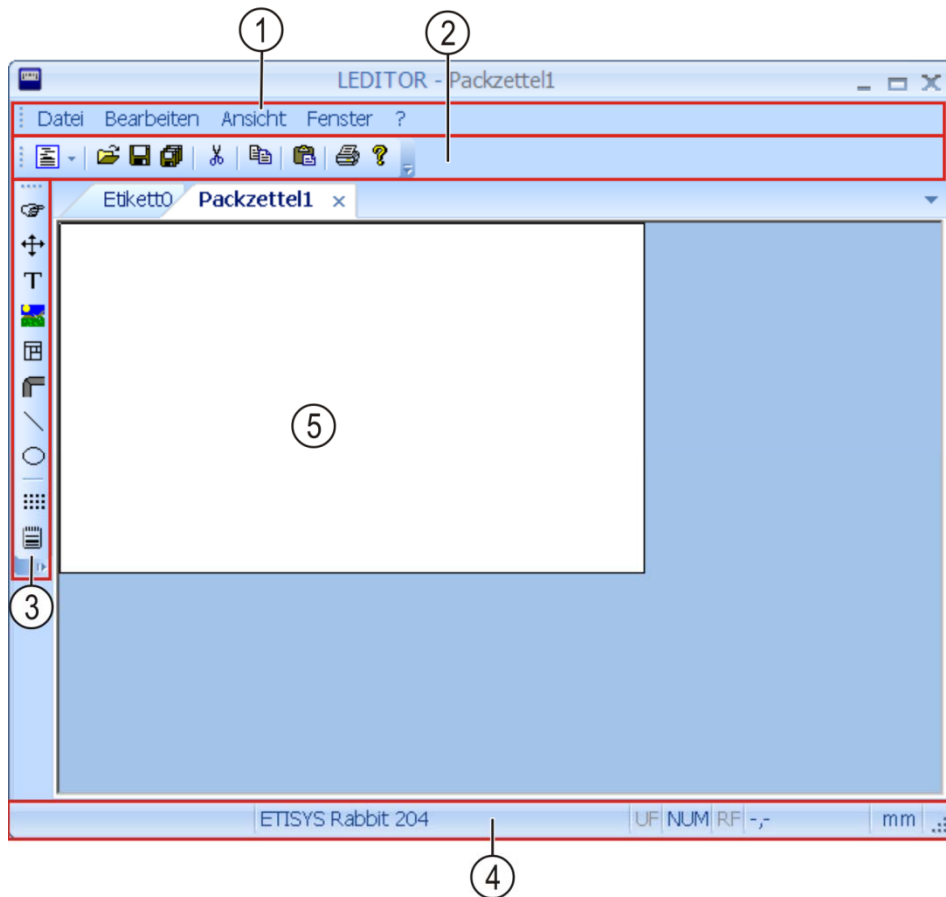 1
2
LEDITOR - Packzettel1
Datei Bearbeiten Ansicht Fenster ?
Etikett0 Packzettel1 x
T
5
3
ETISYS Rabbit 204 UF NUM RF -,- mm
4